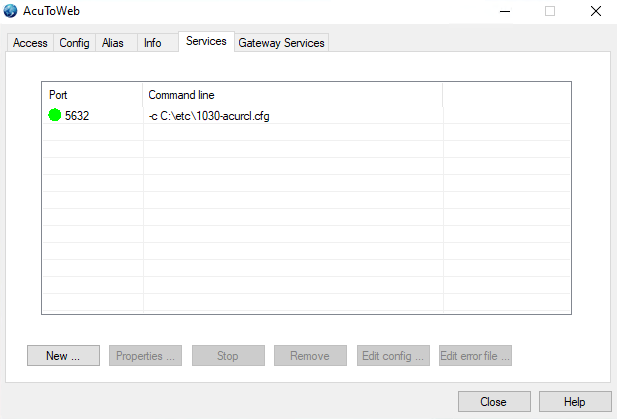 AcuToWeb
Access Config Alias Info Services Gateway Services
Port Command line
5632 -c C:\etc\1030-acurcl.cfg
New ... Properties ... Stop Remove Edit config ... Edit error file ...
Close Help